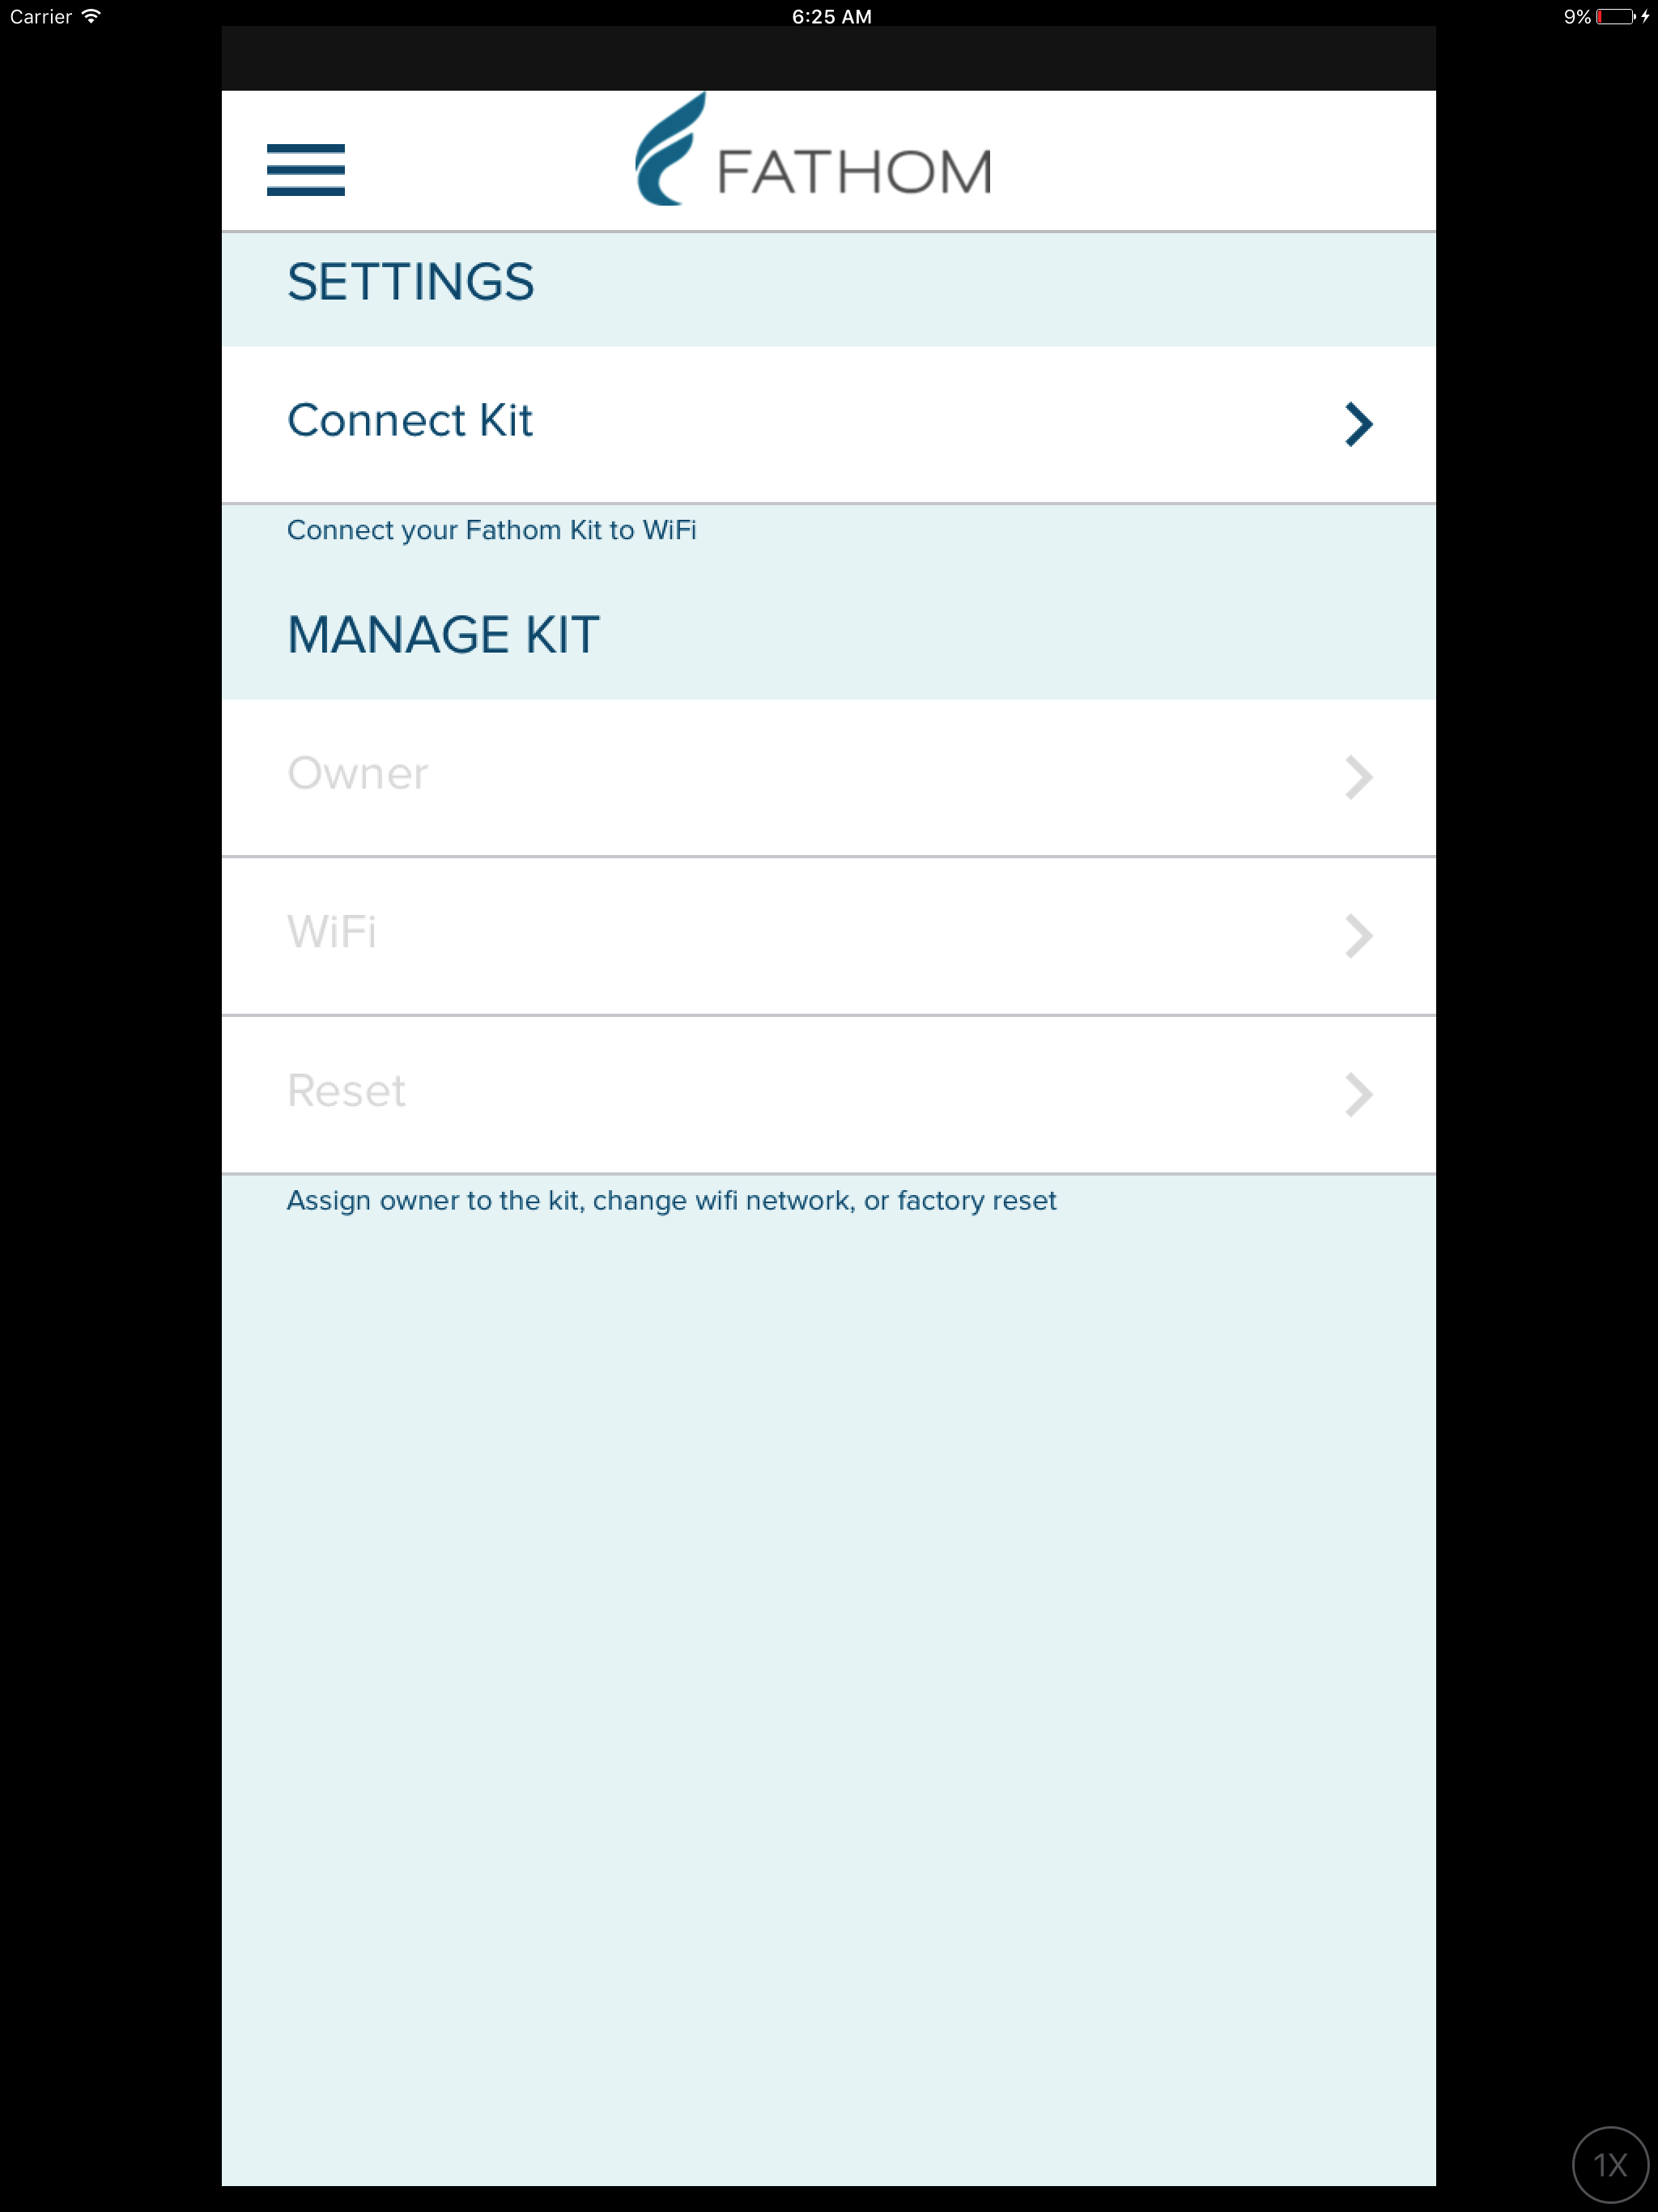 Carrier
6:25 AM
9%
FATHOM
SETTINGS
Connect Kit
Connect your Fathom Kit to WiFi
MANAGE KIT
Owner
WiFi
Reset
Assign owner to the kit, change wifi network, or factory reset
1X